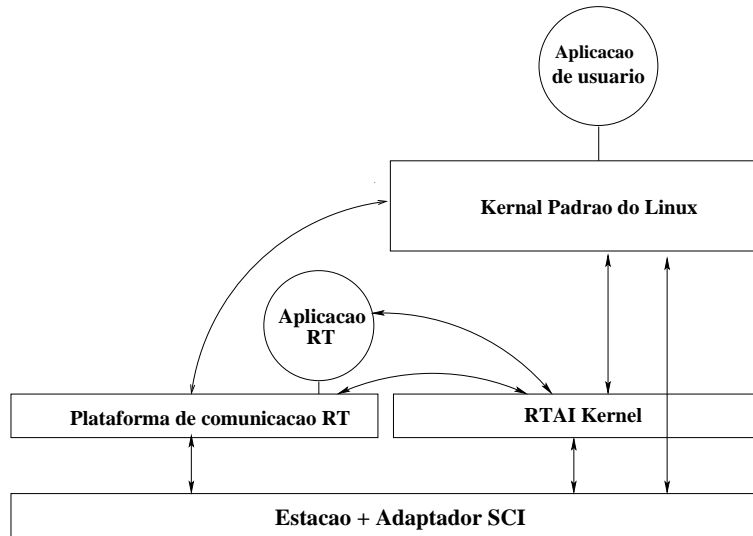 Aplicacao
de usuario
Kernal Padrao do Linux
Aplicacao
RT
Plataforma de comunicacao RT
RTAI Kernel
Estacao + Adaptador SCI